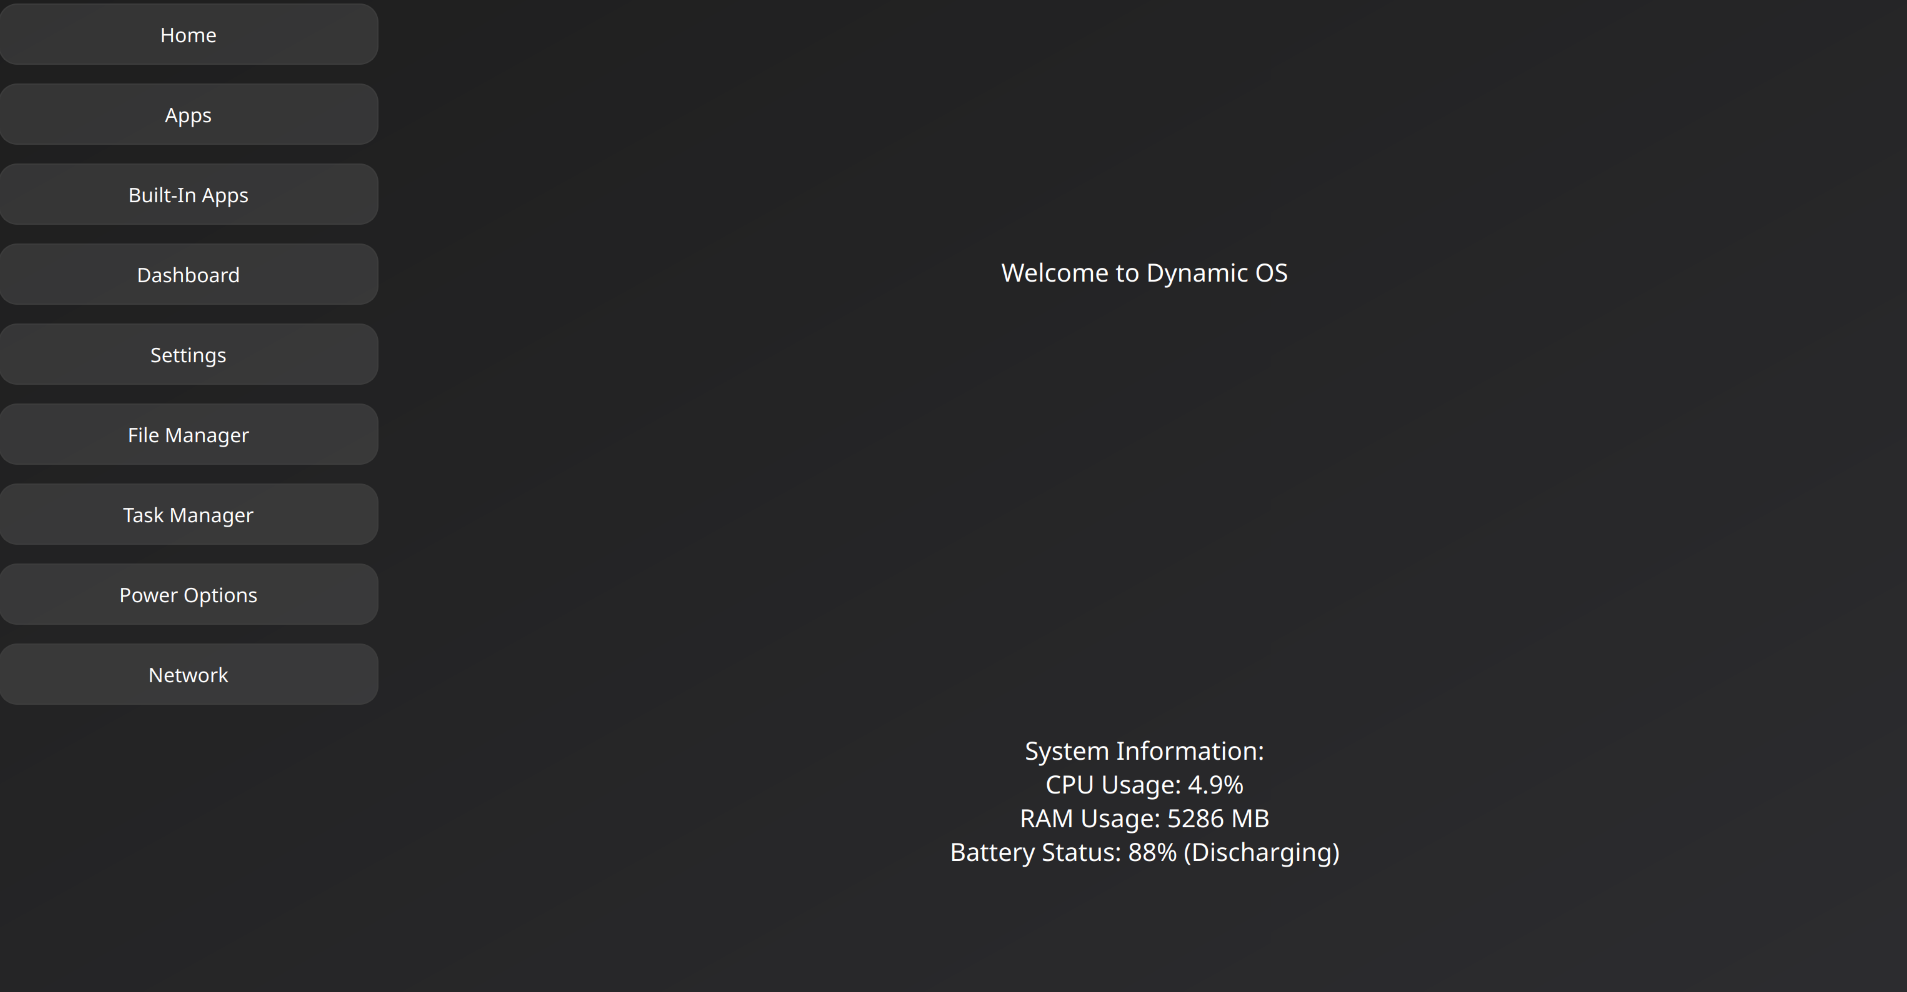 Home
Apps
Built-In Apps
Dashboard
Settings
File Manager
Task Manager
Power Options
Network
Welcome to Dynamic OS
System Information:
CPU Usage: 4.9%
RAM Usage: 5286 MB
Battery Status: 88% (Discharging)